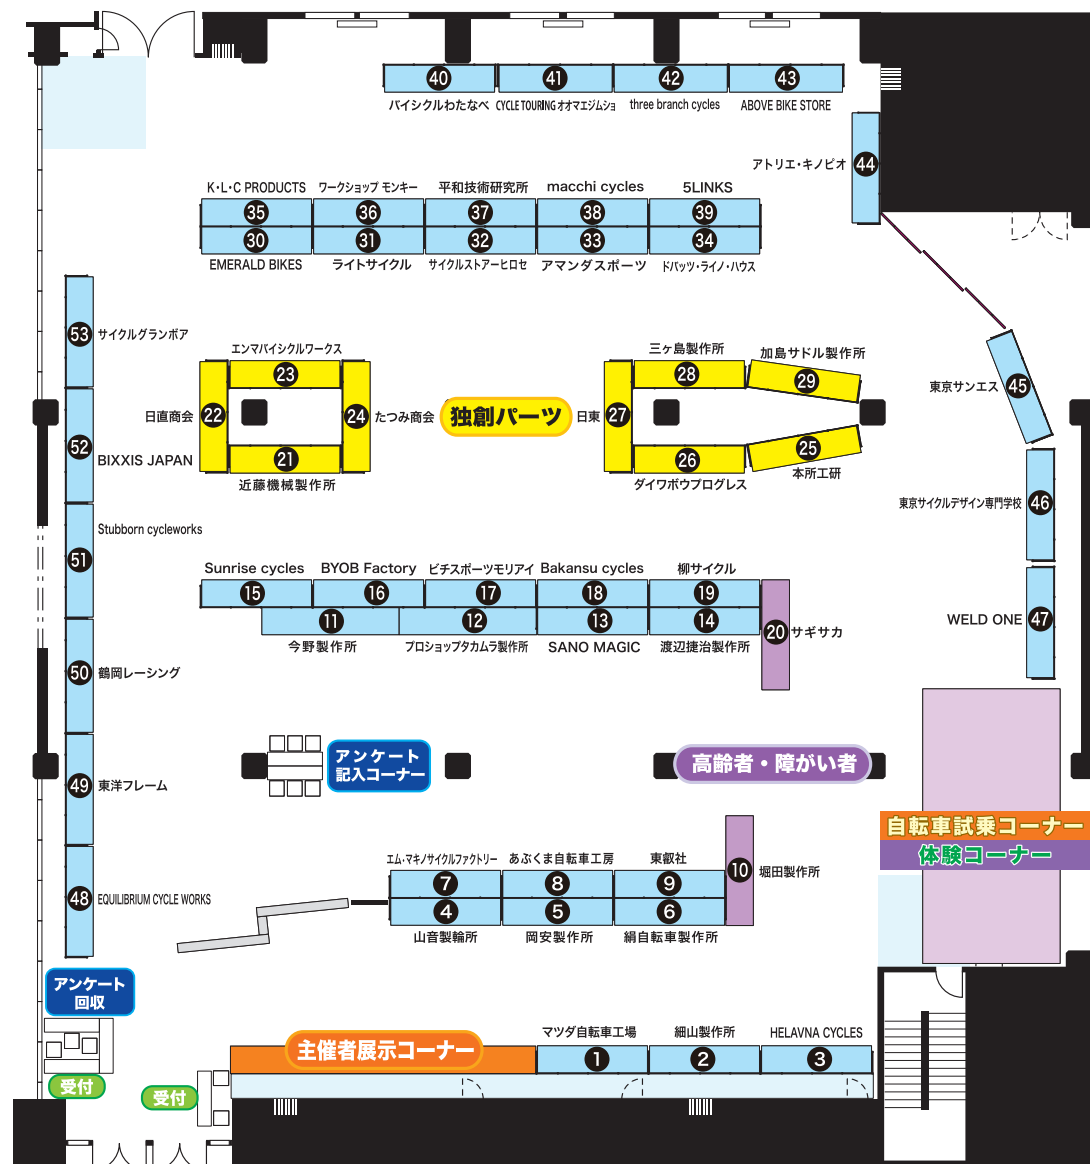 40 41 42 43
バイシクルわたなべ CYCLE TOURING オオマエジムショ three branch cycles ABOVE BIKE STORE
アトリエ・キノピオ 44
K・L・C PRODUCTS ワークショップ モンキー 平和技術研究所 macchi cycles 5LINKS
35 36 37 38 39
30 31 32 33 34
EMERALD BIKES ライトサイクル サイクルストアーヒロセ アマンダスポーツ ドバッツ・ライノ・ハウス
53 サイクルグランボア
エンマバイシクルワークス 三ヶ島製作所 加島サドル製作所
23 28 29
東京サンエス 45
日直商会 22 24 たつみ商会 独創パーツ 日東 27
52
BIXXIS JAPAN
21 26 25
近藤機械製作所 ダイワボウプログレス 本所工研
東京サイクルデザイン専門学校 46
Stubborn cycleworks
51
Sunrise cycles BYOB Factory ビチスポーツモリアイ Bakansu cycles 柳サイクル
15 16 17 18 19
11 12 13 14
20 サギサカ
今野製作所 プロショップタカムラ製作所 SANO MAGIC 渡辺捷治製作所
WELD ONE 47
50 鶴岡レーシング
アンケート
記入コーナー
高齢者・障がい者
49 東洋フレーム
自転車試乗コーナー
体験コーナー
エム・マキノサイクルファクトリー あぶくま自転車工房 東叡社
7 8 9
10 堀田製作所
4 5 6
山音製輪所 岡安製作所 絹自転車製作所
48 EQUILIBRIUM CYCLE WORKS
アンケート
回収
主催者展示コーナー
マツダ自転車工場 細山製作所 HELAVNA CYCLES
1 2 3
受付
受付